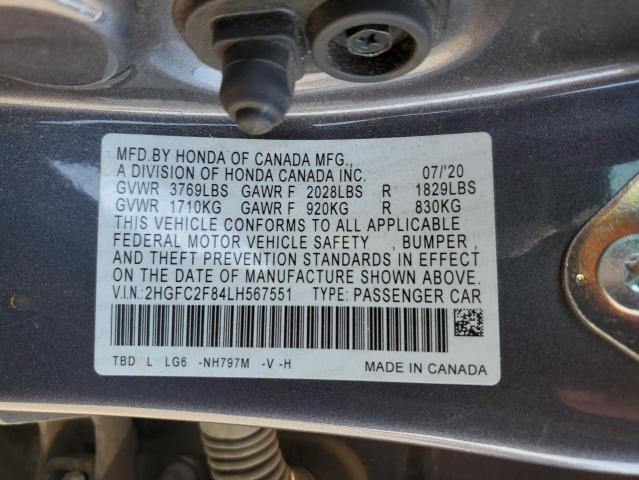 MFD.BY HONDA OF CANADA MFG.,
A DIVISION OF HONDA CANADA INC. 07/'20
GVWR 3769LBS GAWR F 2028LBS R 1829LBS
GVWR 1710KG GAWR F 920KG R 830KG
THIS VEHICLE CONFORMS TO ALL APPLICABLE
FEDERAL MOTOR VEHICLE SAFETY , BUMPER ,
AND THEFT PREVENTION STANDARDS IN EFFECT
ON THE DATE OF MANUFACTURE SHOWN ABOVE.
V.I.N.:2HGFC2F84LH567551 TYPE: PASSENGER CAR
LG6 -NH797M -V -H MADE IN CANADA